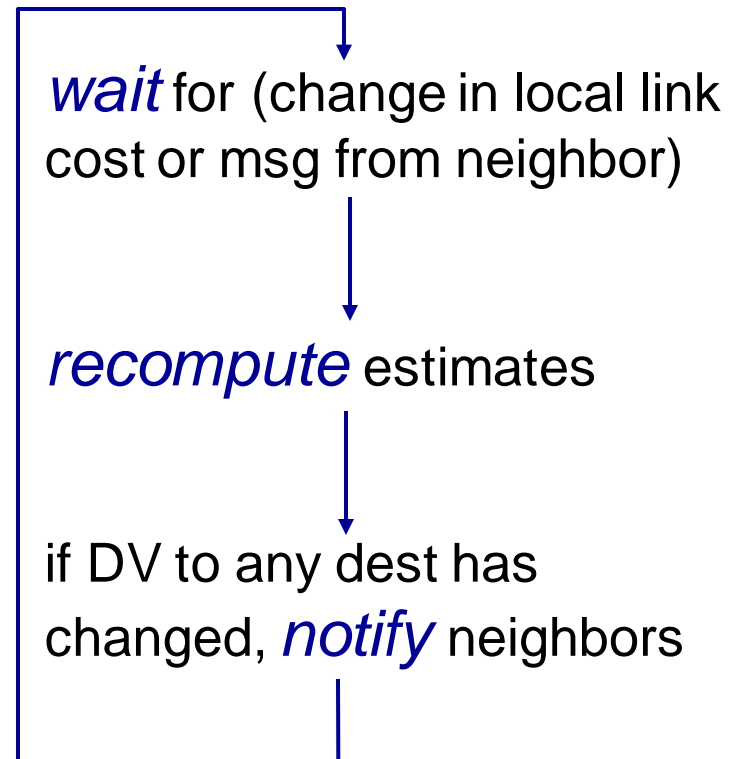 wait for (change in local link
cost or msg from neighbor)
recompute estimates
if DV to any dest has
changed, notify neighbors